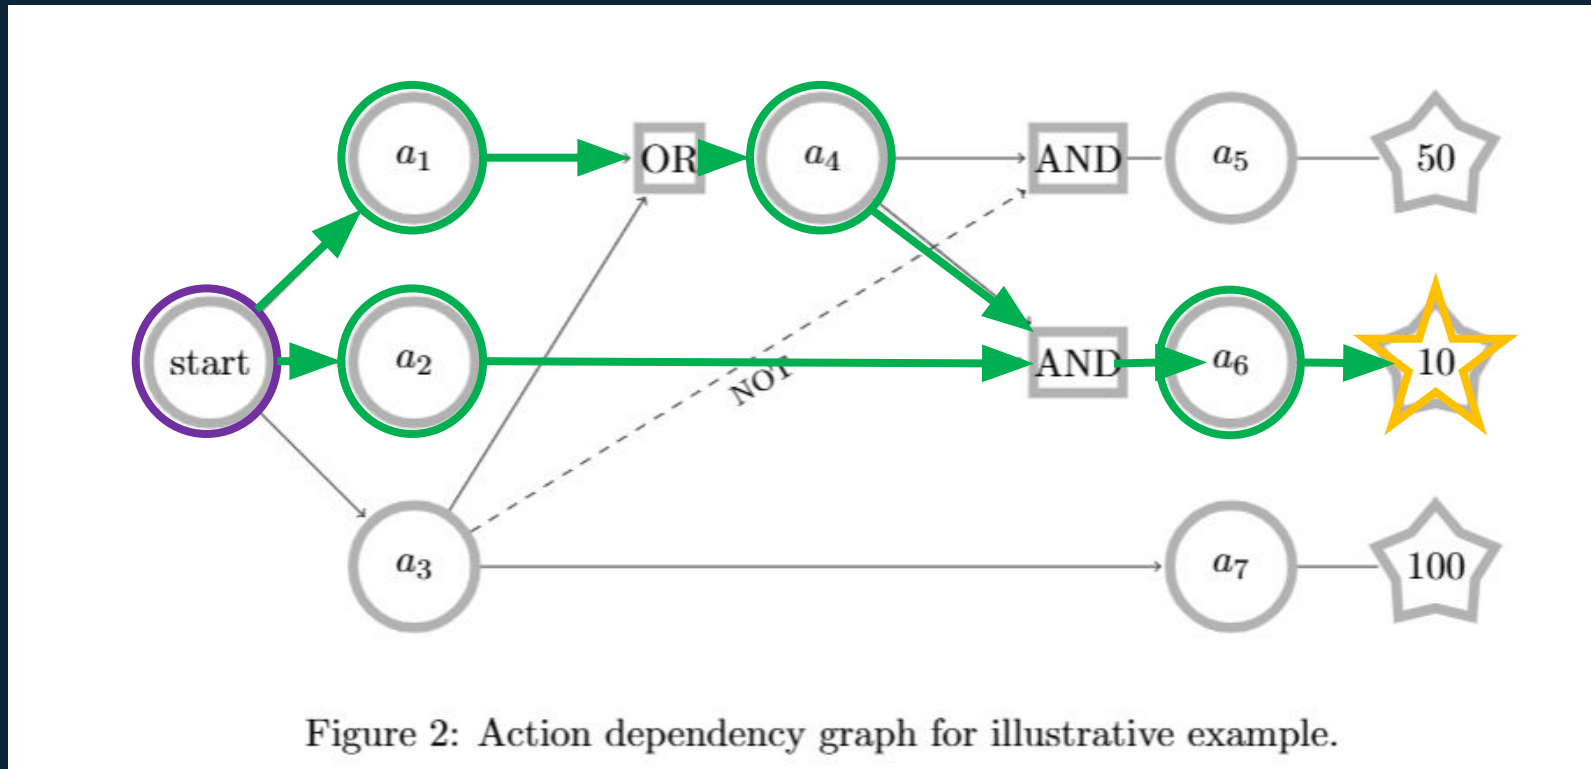 a₁ OR a₄ AND a₅ 50
start a₂ NOT AND a₆ 10
a₃ a₇ 100
Figure 2: Action dependency graph for illustrative example.